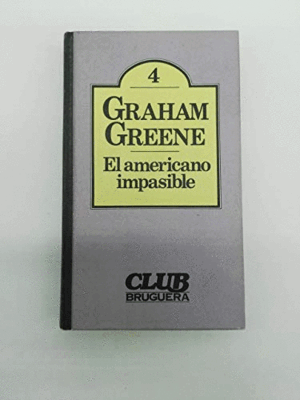 4
GRAHAM
GREENE
El americano
impasible
CLUB
BRUGUERA